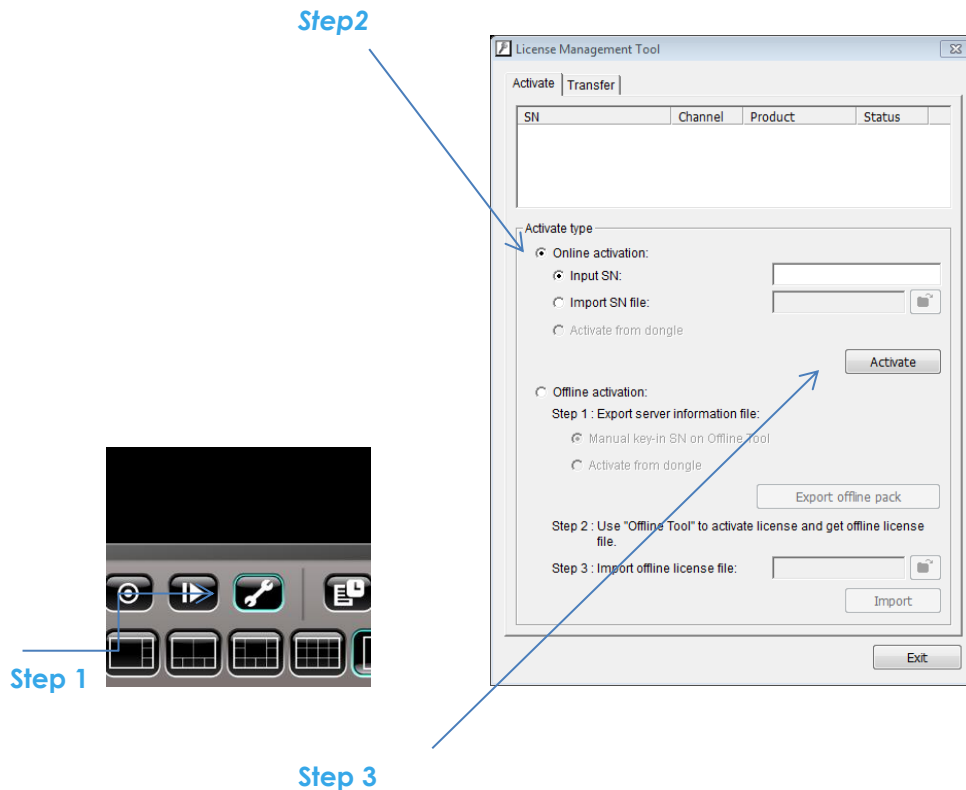 Step2
License Management Tool
Activate Transfer
SN Channel Product Status
Activate type
Online activation:
Input SN:
Import SN file:
Activate from dongle
Activate
Offline activation:
Step 1 : Export server information file:
Manual key-in SN on Offline Tool
Activate from dongle
Export offline pack
Step 2 : Use "Offline Tool" to activate license and get offline license
file.
Step 3 : Import offline license file:
Import
Exit
Step 1
Step 3